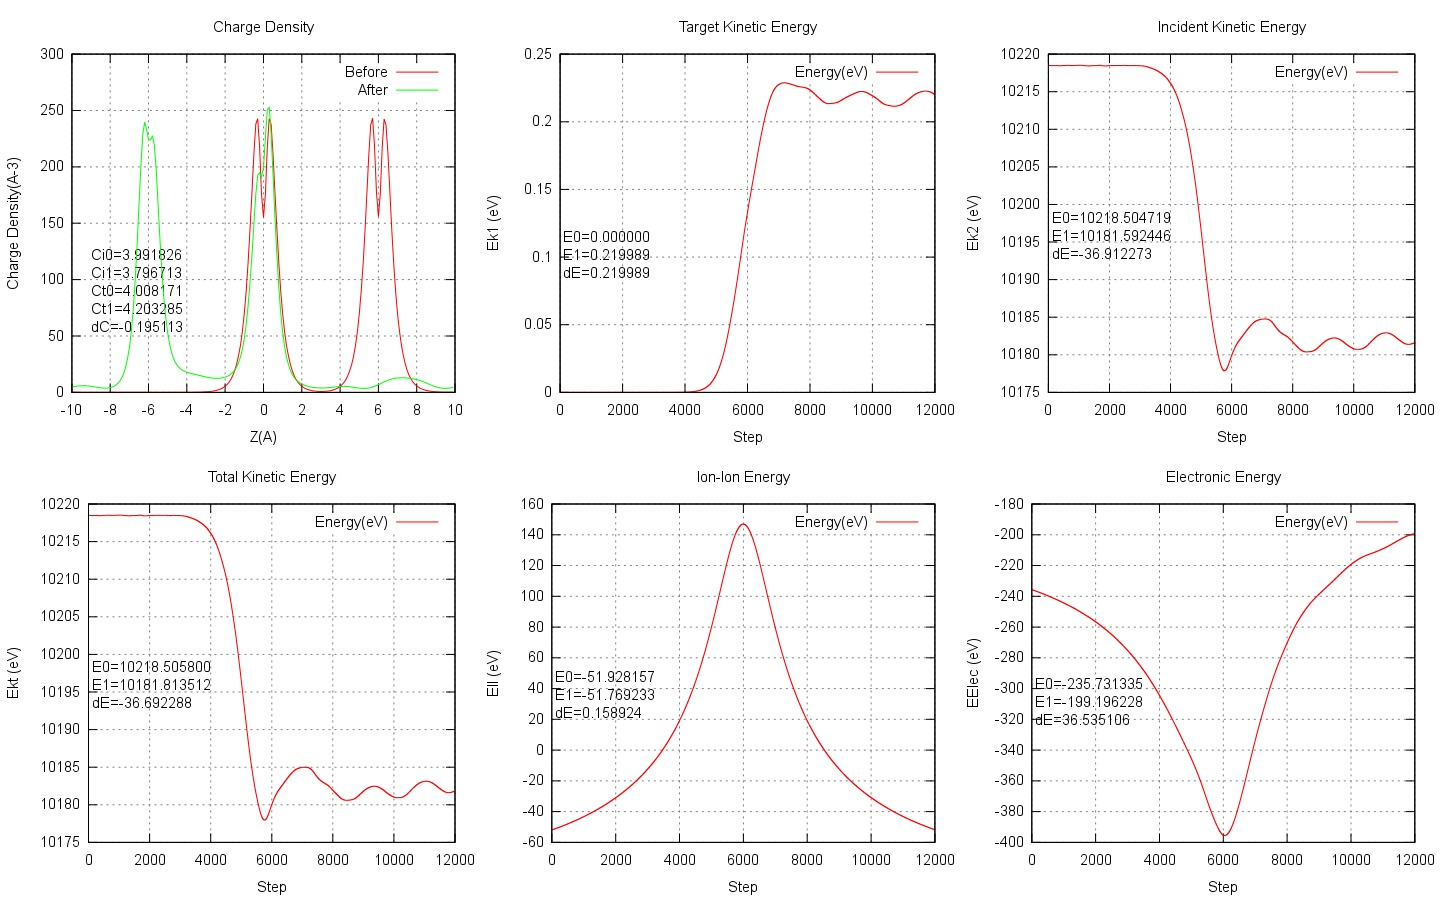 Charge Density
300
250
200
150
100
50
0
Charge Density(A-3)
Before
After
Ci0=3.991826
Ci1=3.796713
Ct0=4.008171
Ct1=4.203285
dC=-0.195113
-10 -8 -6 -4 -2 0 2 4 6 8 10
Z(A)
Target Kinetic Energy
0.25
0.2
0.15
0.1
0.05
0
Ek1 (eV)
Energy(eV)
E0=0.000000
E1=0.219989
dE=0.219989
0 2000 4000 6000 8000 10000 12000
Step
Incident Kinetic Energy
10220
10215
10210
10205
10200
10195
10190
10185
10180
10175
Ek2 (eV)
Energy(eV)
E0=10218.504719
E1=10181.592446
dE=-36.912273
0 2000 4000 6000 8000 10000 12000
Step
Total Kinetic Energy
10220
10215
10210
10205
10200
10195
10190
10185
10180
10175
Ekt (eV)
Energy(eV)
E0=10218.505800
E1=10181.813512
dE=-36.692288
0 2000 4000 6000 8000 10000 12000
Step
Ion-Ion Energy
160
140
120
100
80
60
40
20
0
-20
-40
-60
EII (eV)
Energy(eV)
E0=-51.928157
E1=-51.769233
dE=0.158924
0 2000 4000 6000 8000 10000 12000
Step
Electronic Energy
-180
-200
-220
-240
-260
-280
-300
-320
-340
-360
-380
-400
EElec (eV)
Energy(eV)
E0=-235.731335
E1=-199.196228
dE=36.535106
0 2000 4000 6000 8000 10000 12000
Step